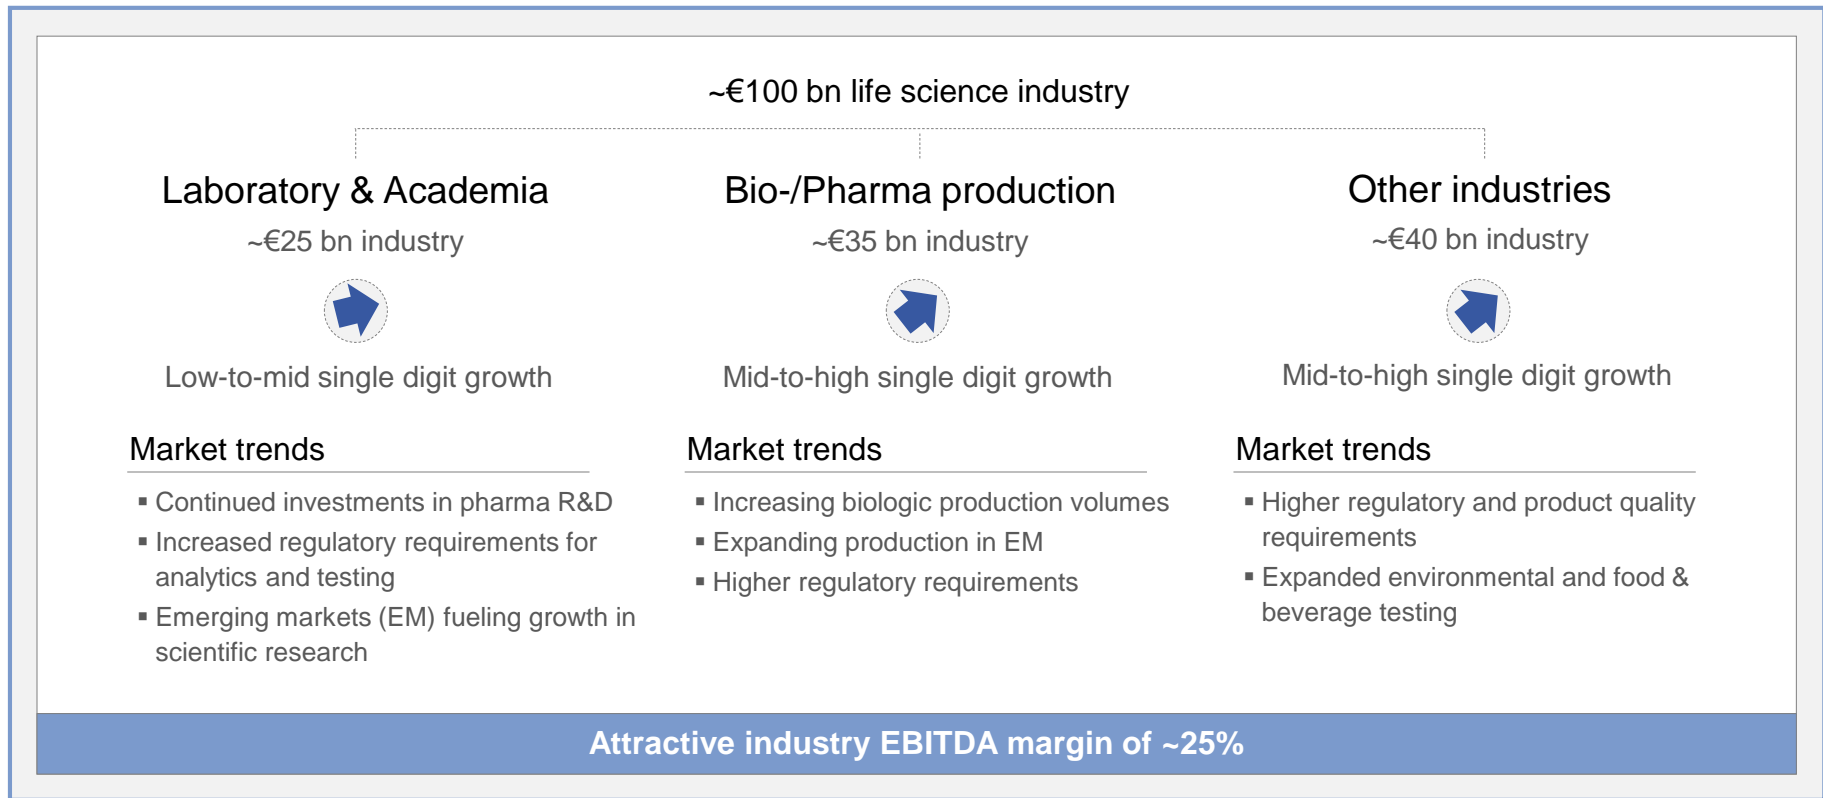 ~€100 bn life science industry
Laboratory & Academia
~€25 bn industry
Low-to-mid single digit growth
Market trends
▪ Continued investments in pharma R&D
▪ Increased regulatory requirements for
analytics and testing
▪ Emerging markets (EM) fueling growth in
scientific research
Bio-/Pharma production
~€35 bn industry
Mid-to-high single digit growth
Market trends
▪ Increasing biologic production volumes
▪ Expanding production in EM
▪ Higher regulatory requirements
Other industries
~€40 bn industry
Mid-to-high single digit growth
Market trends
▪ Higher regulatory and product quality
requirements
▪ Expanded environmental and food &
beverage testing
Attractive industry EBITDA margin of ~25%